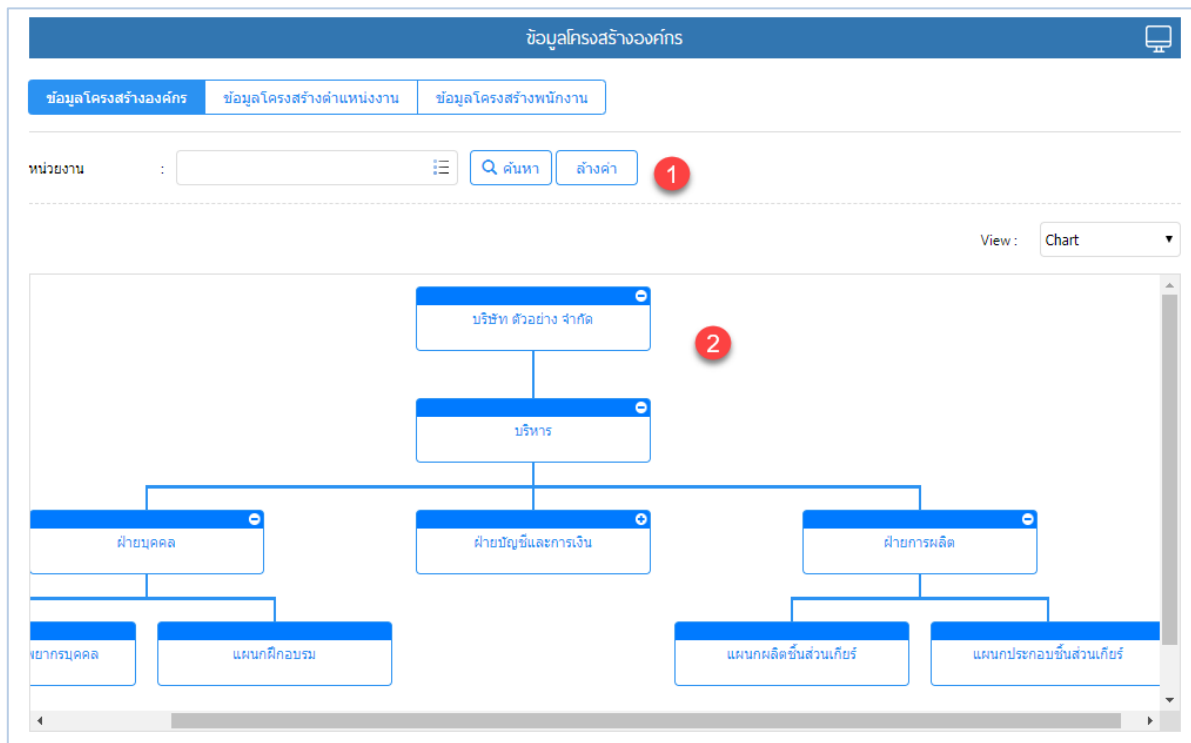 ข้อมูลโครงสร้างองค์กร
ข้อมูลโครงสร้างองค์กร ข้อมูลโครงสร้างตำแหน่งงาน ข้อมูลโครงสร้างพนักงาน
หน่วยงาน : ค้นหา ล้างค่า 1
View : Chart
บริษัท ตัวอย่าง จำกัด
2
บริหาร
ฝ่ายบุคคล ฝ่ายบัญชีและการเงิน ฝ่ายการผลิต
พยากรบุคคล แผนกฝึกอบรม แผนกผลิตชิ้นส่วนเกียร์ แผนกประกอบชิ้นส่วนเกียร์